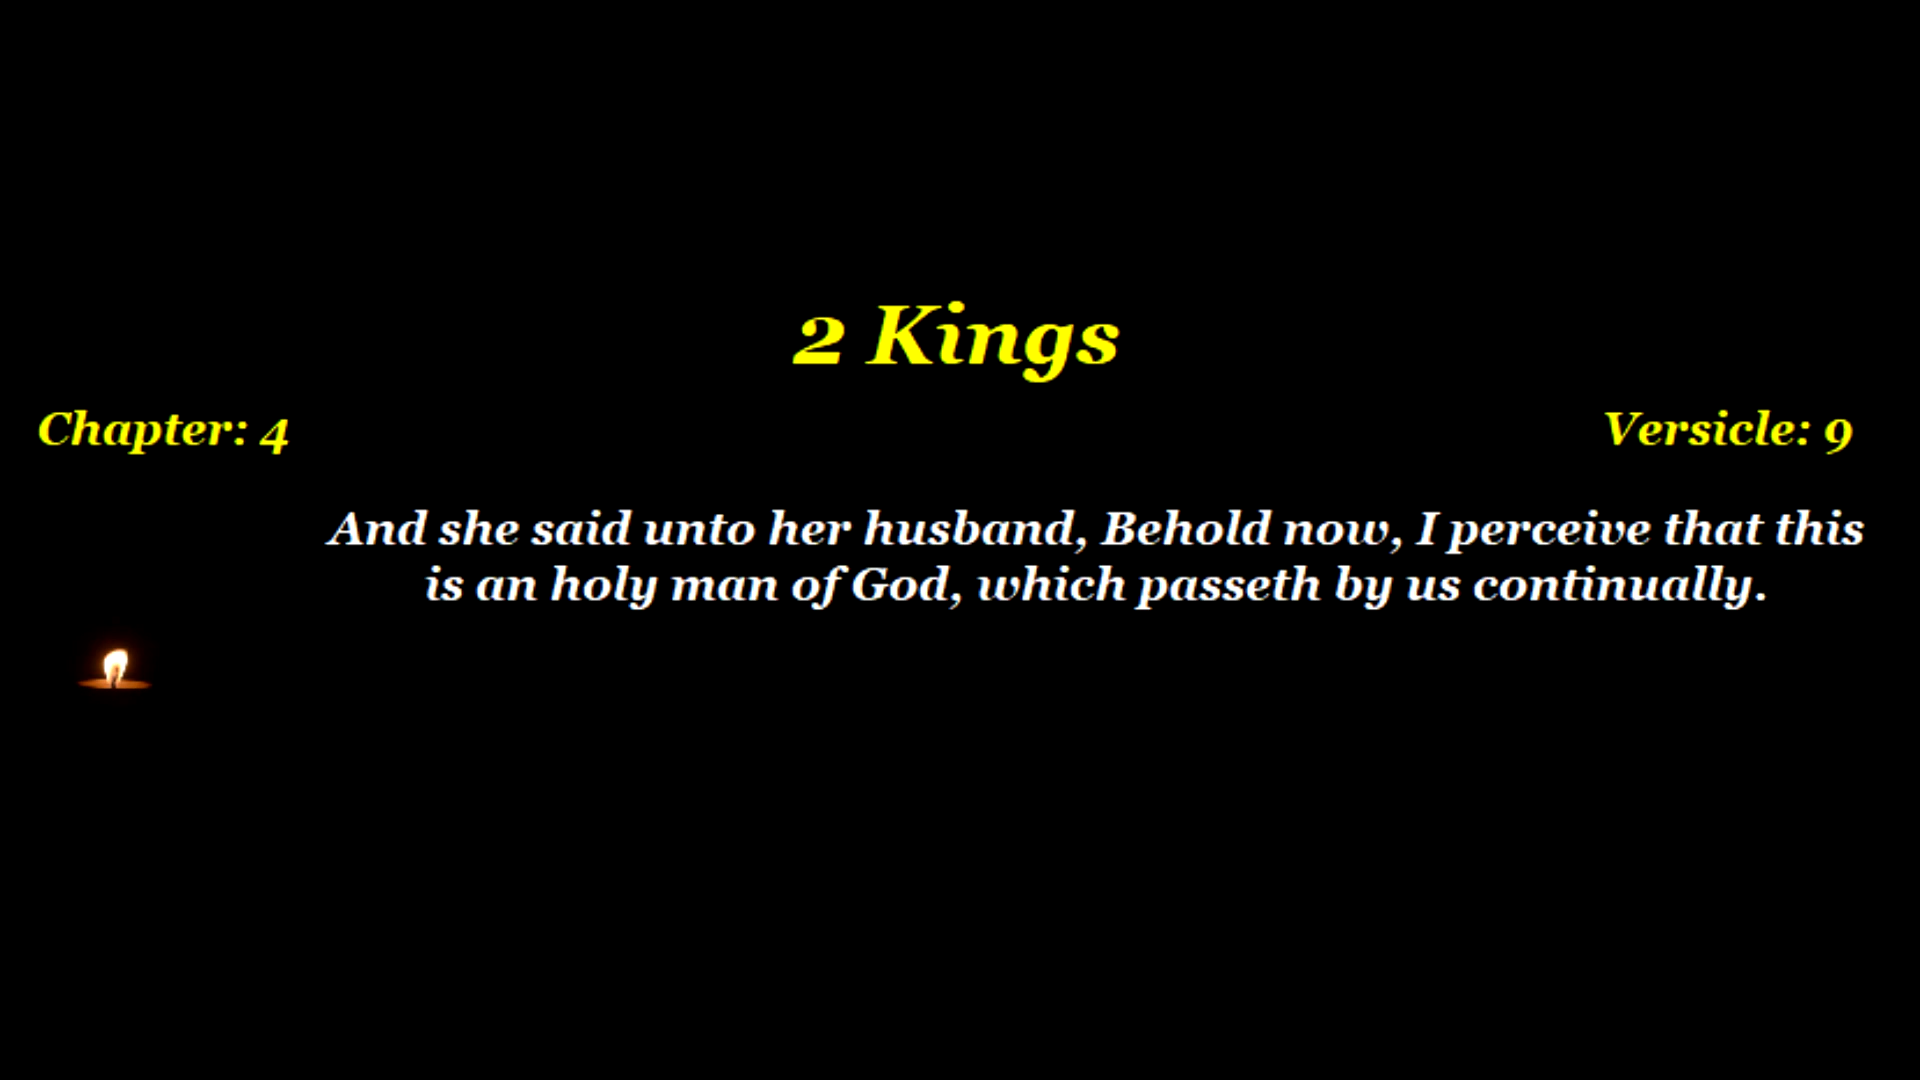 2 Kings
Chapter: 4
Versicle: 9
And she said unto her husband, Behold now, I perceive that this
is an holy man of God, which passeth by us continually.